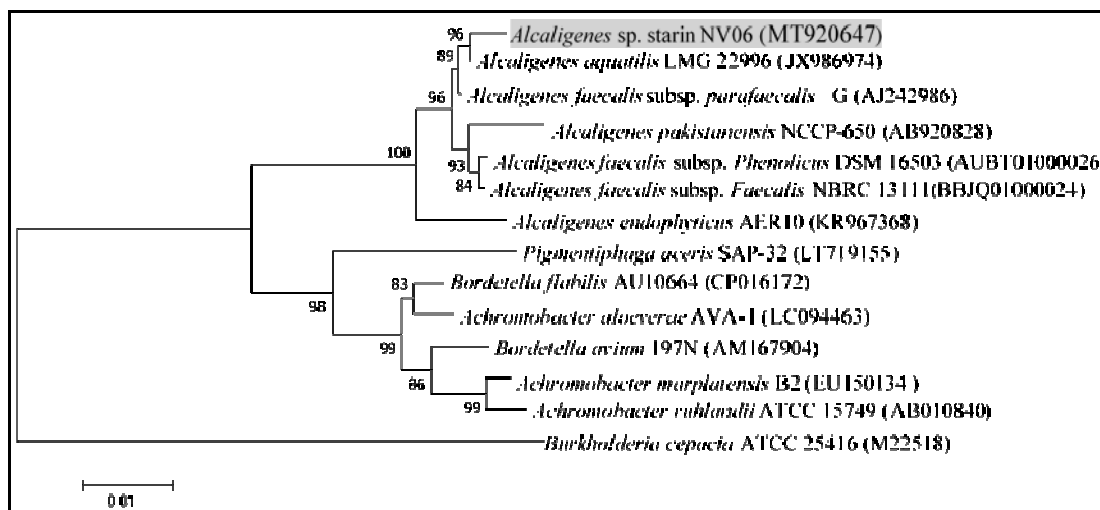 96
Alcaligenes sp. starin NV06 (MT920647)
89
Alcaligenes aquatilis LMG 22996 (JX986974)
96
Alcaligenes faecalis subsp. parafaecalis G (AJ242986)
Alcaligenes pakistanensis NCCP-650 (AB920828)
100
93
Alcaligenes faecalis subsp. Phenolicus DSM 16503 (AUBT01000026
84
Alcaligenes faecalis subsp. Faecalis NBRC 13111(BBJQ01000024)
Alcaligenes endophyticus AER10 (KR967368)
Pigmentiphaga aceris SAP-32 (LT719155)
83
Bordetella flabilis AU10664 (CP016172)
98
Achromobacter aloeverae AVA-1 (LC094463)
99
Bordetella avium 197N (AM167904)
86
Achromobacter marplatensis B2 (EU150134 )
99
Achromobacter ruhlandii ATCC 15749 (AB010840)
Burkholderia cepacia ATCC 25416 (M22518)
0.01